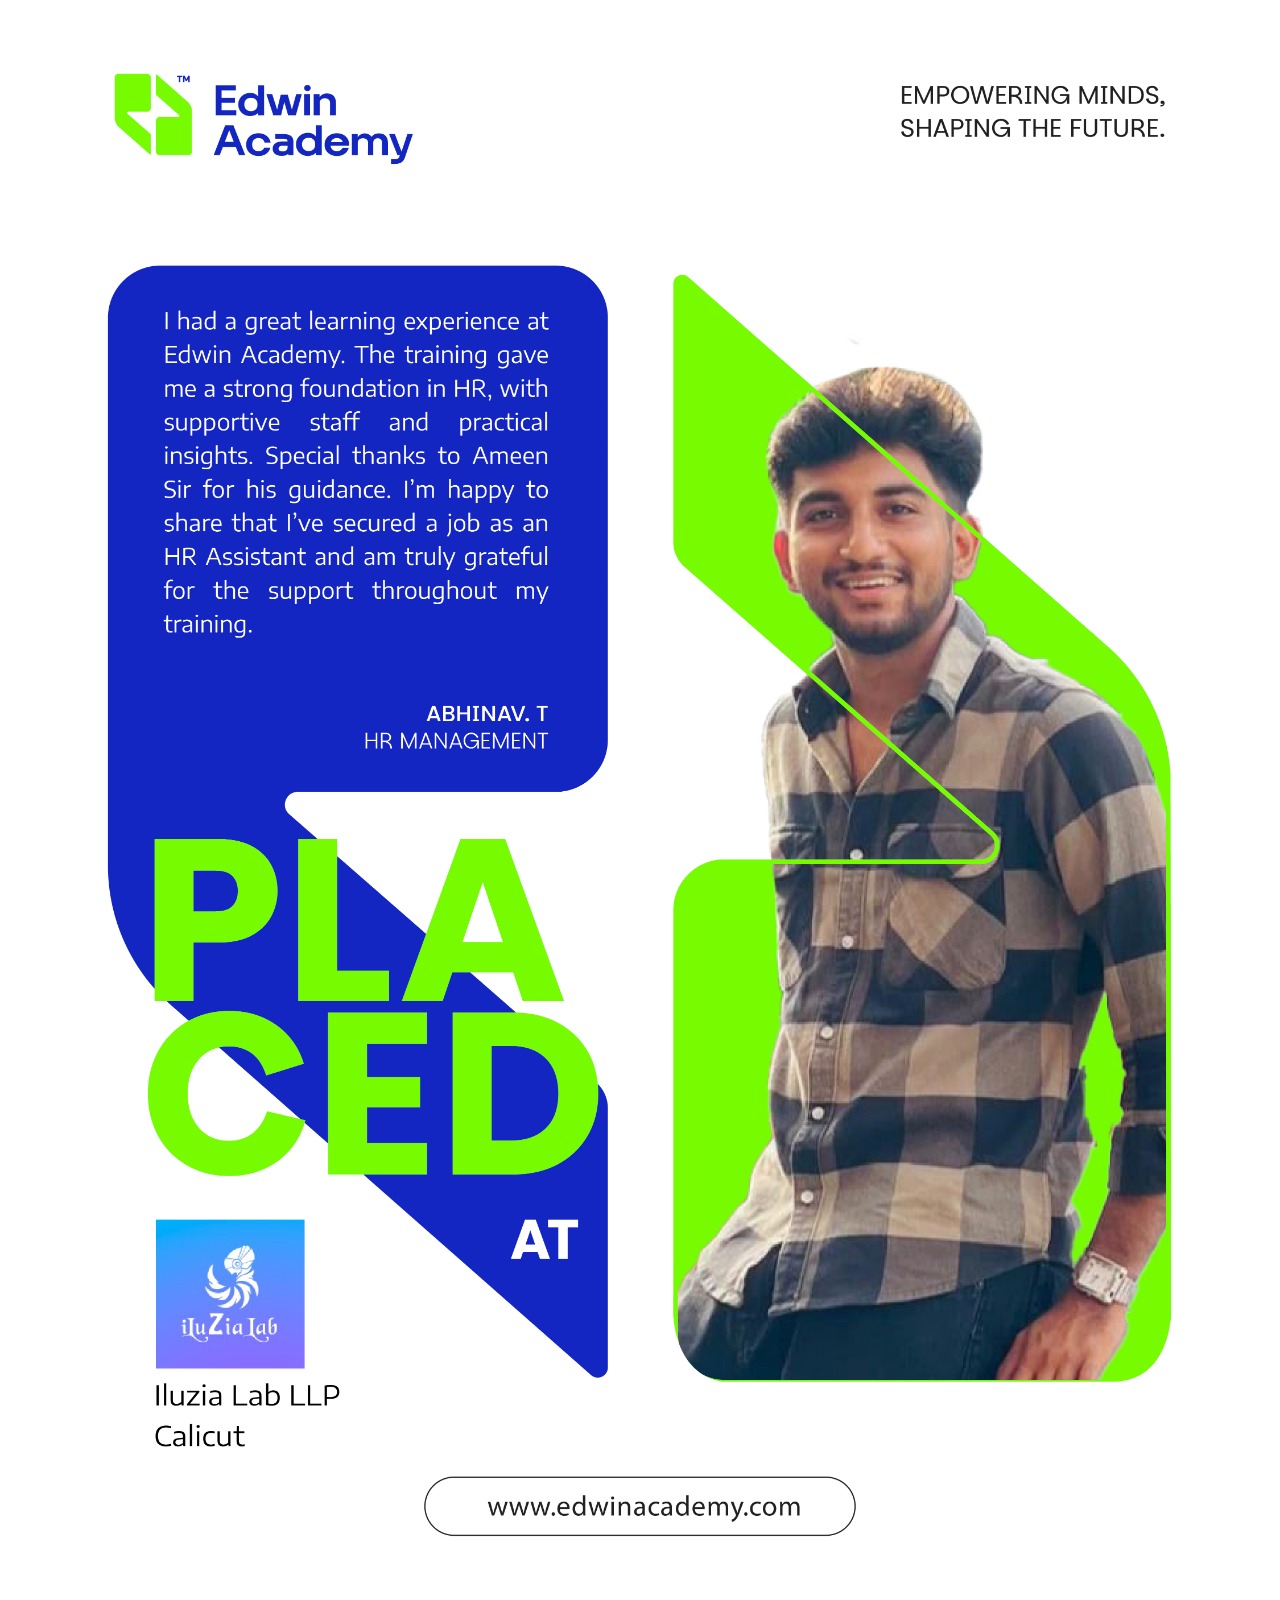 TM
Edwin
Academy
EMPOWERING MINDS,
SHAPING THE FUTURE.
I had a great learning experience at
Edwin Academy. The training gave
me a strong foundation in HR, with
supportive staff and practical
insights. Special thanks to Ameen
Sir for his guidance. I’m happy to
share that I’ve secured a job as an
HR Assistant and am truly grateful
for the support throughout my
training.
ABHINAV. T
HR MANAGEMENT
PLA
CED
AT
iluZia Lab
Iluzia Lab LLP
Calicut
www.edwinacademy.com